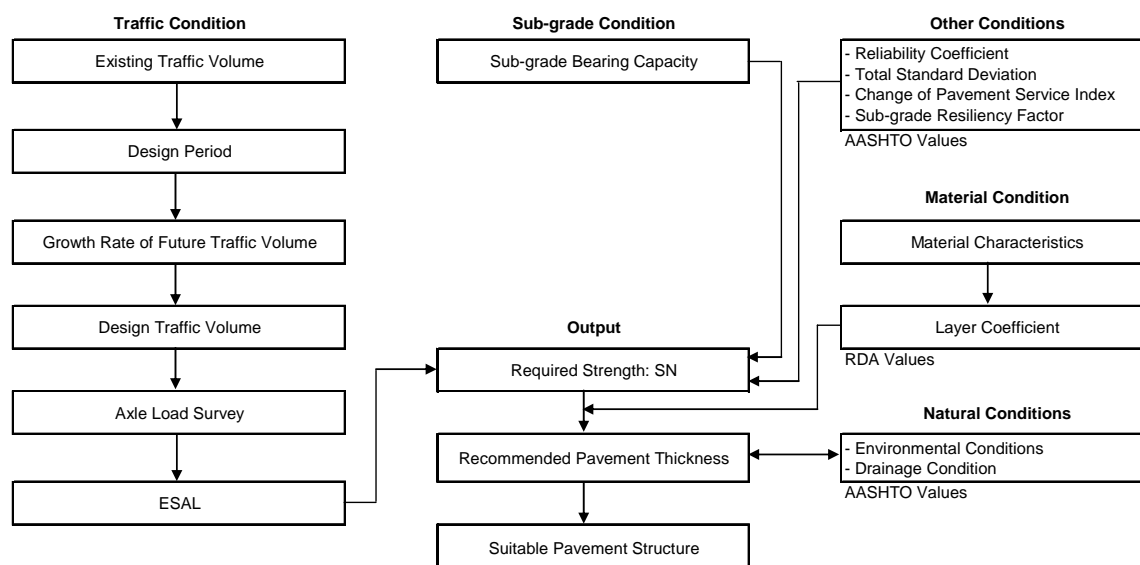 Traffic Condition
Existing Traffic Volume
Design Period
Growth Rate of Future Traffic Volume
Design Traffic Volume
Axle Load Survey
ESAL
Sub-grade Condition
Sub-grade Bearing Capacity
Output
Required Strength: SN
Recommended Pavement Thickness
Suitable Pavement Structure
Other Conditions
- Reliability Coefficient
- Total Standard Deviation
- Change of Pavement Service Index
- Sub-grade Resiliency Factor
AASHTO Values
Material Condition
Material Characteristics
Layer Coefficient
RDA Values
Natural Conditions
- Environmental Conditions
- Drainage Condition
AASHTO Values